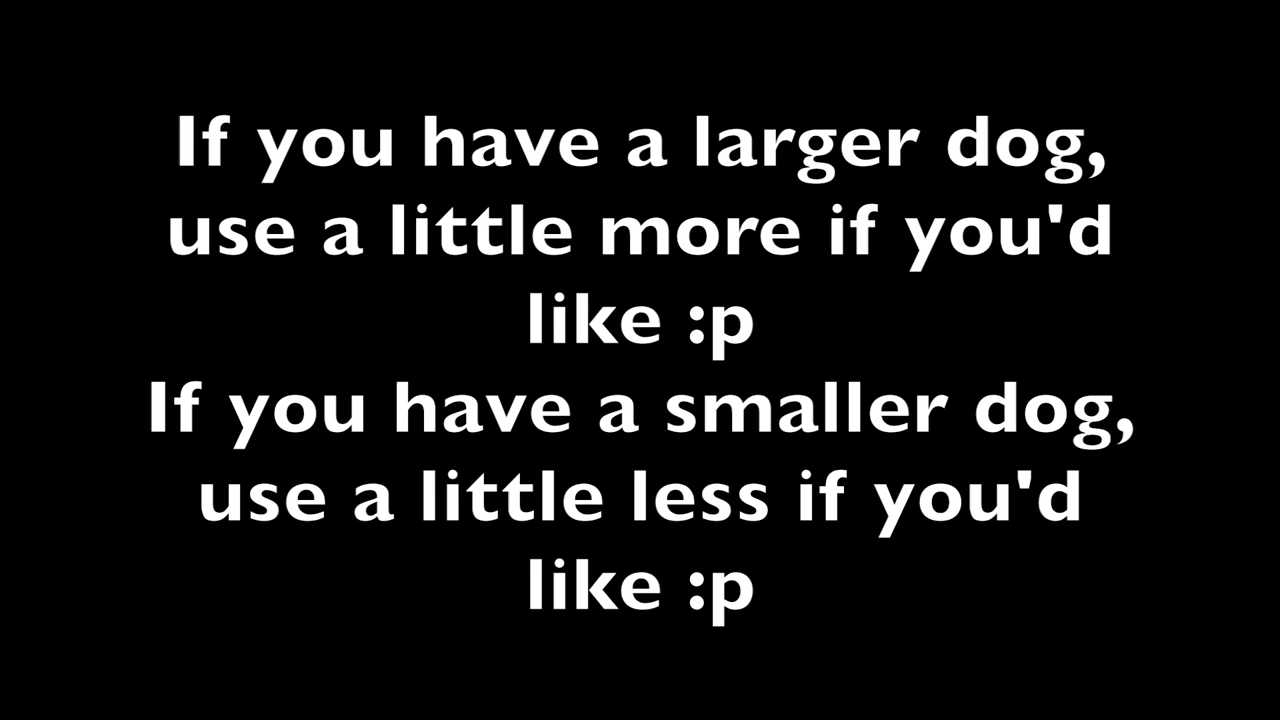 If you have a larger dog,
use a little more if you'd
like :p
If you have a smaller dog,
use a little less if you'd
like :p